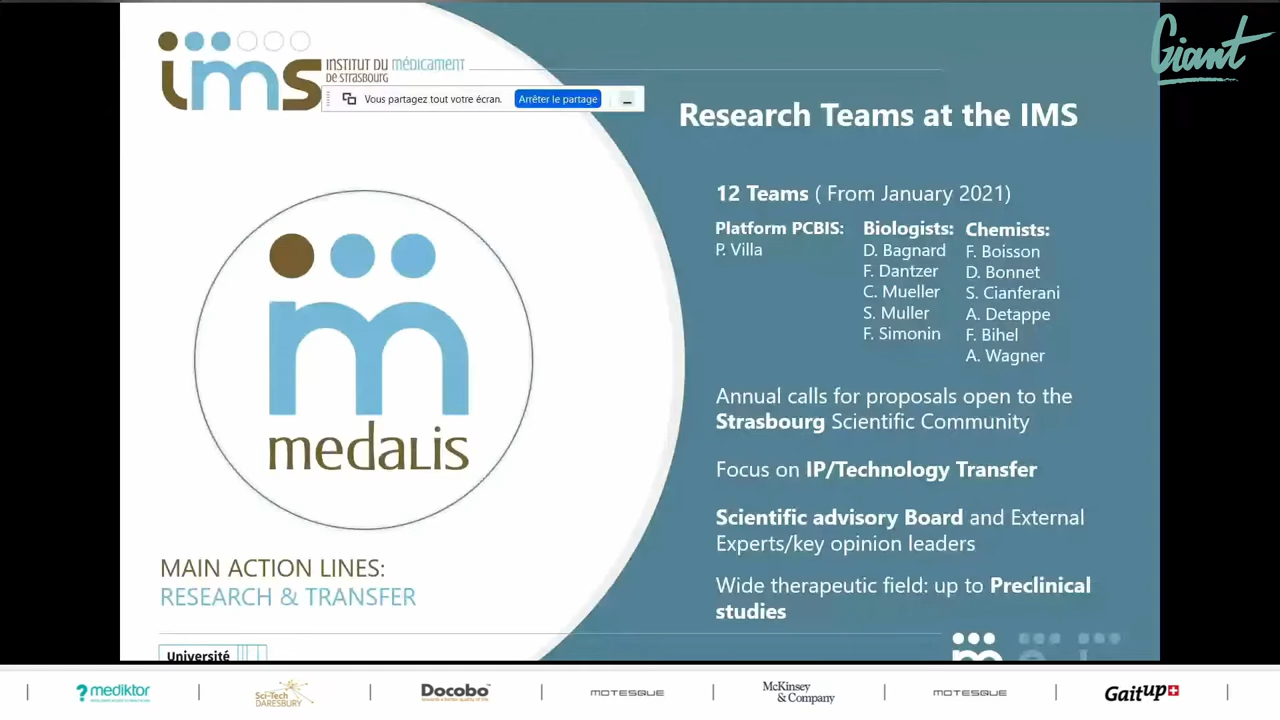 Giant
ims
INSTITUT DU MÉDICAMENT
DE STRASBOURG
Vous partagez tout votre écran.
Arrêter le partage
Research Teams at the IMS
12 Teams ( From January 2021)
Platform PCBIS:
P. Villa
Biologists:
D. Bagnard
F. Dantzer
C. Mueller
S. Muller
F. Simonin
Chemists:
F. Boisson
D. Bonnet
S. Cianferani
A. Detappe
F. Bihel
A. Wagner
m
medalis
Annual calls for proposals open to the
Strasbourg Scientific Community
Focus on IP/Technology Transfer
Scientific advisory Board and External
Experts/key opinion leaders
Wide therapeutic field: up to Preclinical
studies
MAIN ACTION LINES:
RESEARCH & TRANSFER
Université
mediktor
Sci-Tech
DARESBURY
Docobo
MOTESQUE
McKinsey
& Company
MOTESQUE
Gaitup